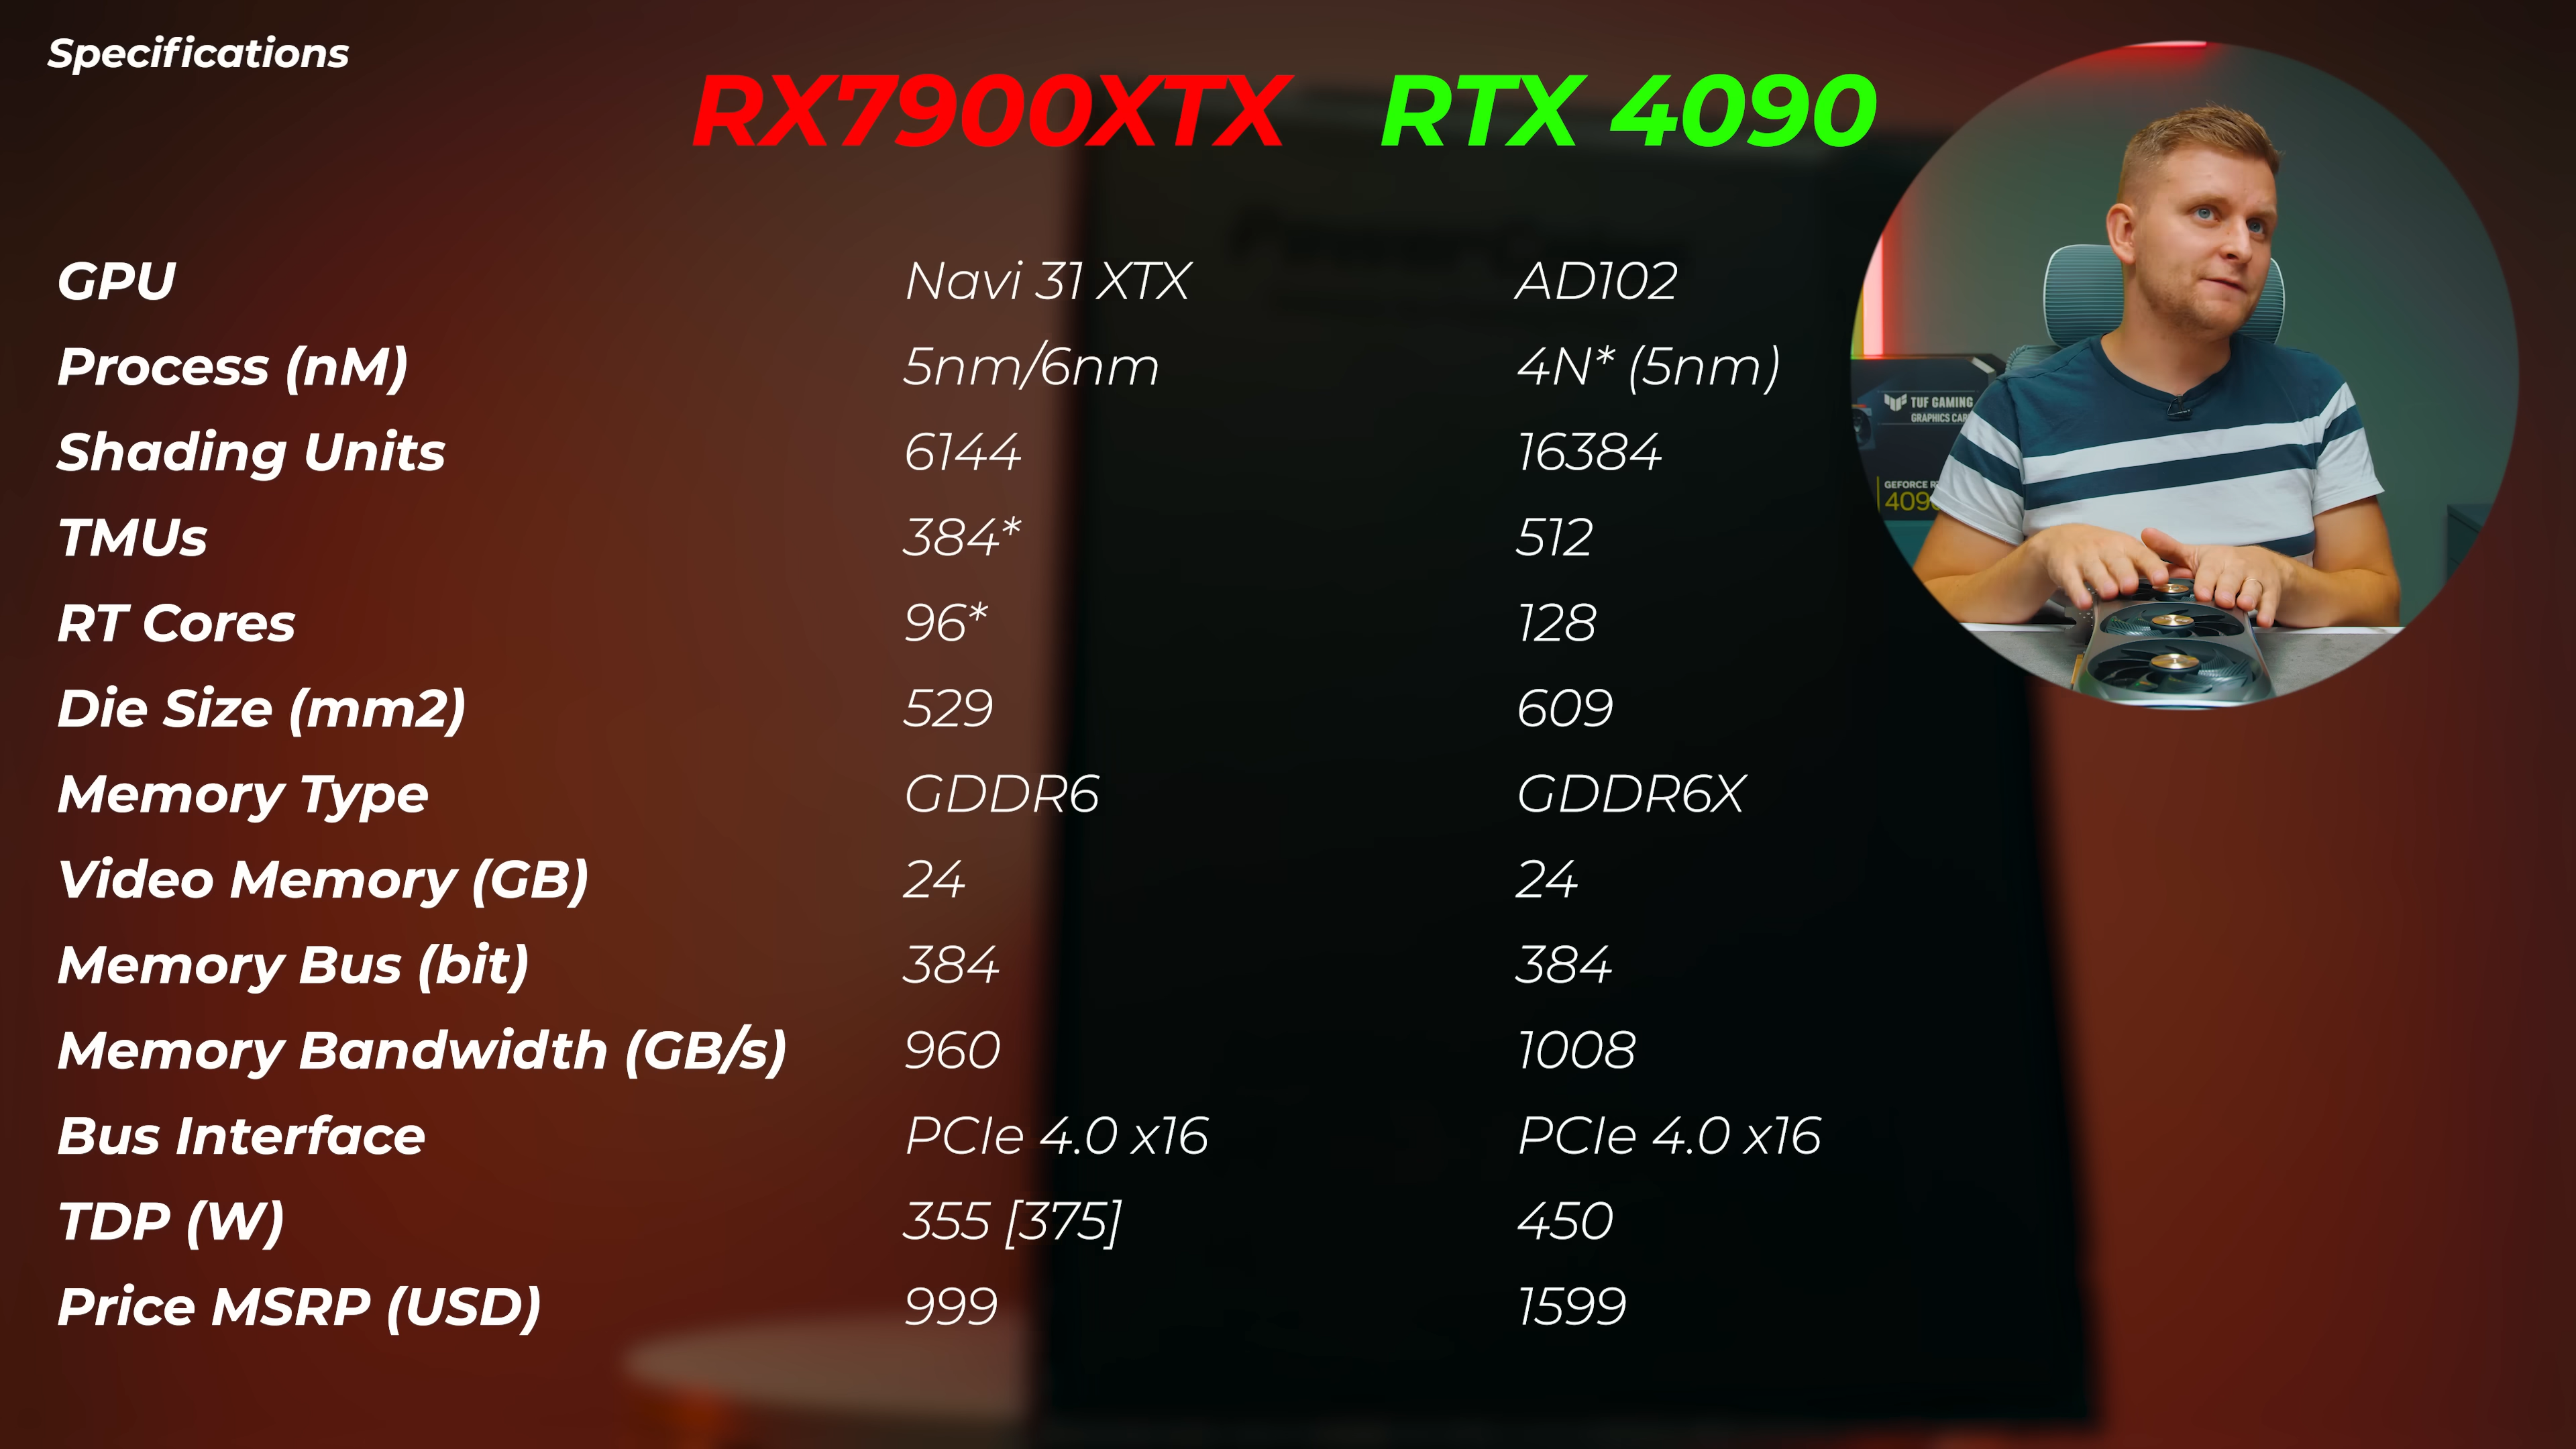 Specifications
RX7900XTX RTX 4090
GPU Navi 31 XTX AD102
Process (nM) 5nm/6nm 4N* (5nm)
Shading Units 6144 16384
TMUs 384* 512
RT Cores 96* 128
Die Size (mm2) 529 609
Memory Type GDDR6 GDDR6X
Video Memory (GB) 24 24
Memory Bus (bit) 384 384
Memory Bandwidth (GB/s) 960 1008
Bus Interface PCIe 4.0 x16 PCIe 4.0 x16
TDP (W) 355 [375] 450
Price MSRP (USD) 999 1599
TUF GAMING
GRAPHICS
GEFORCE